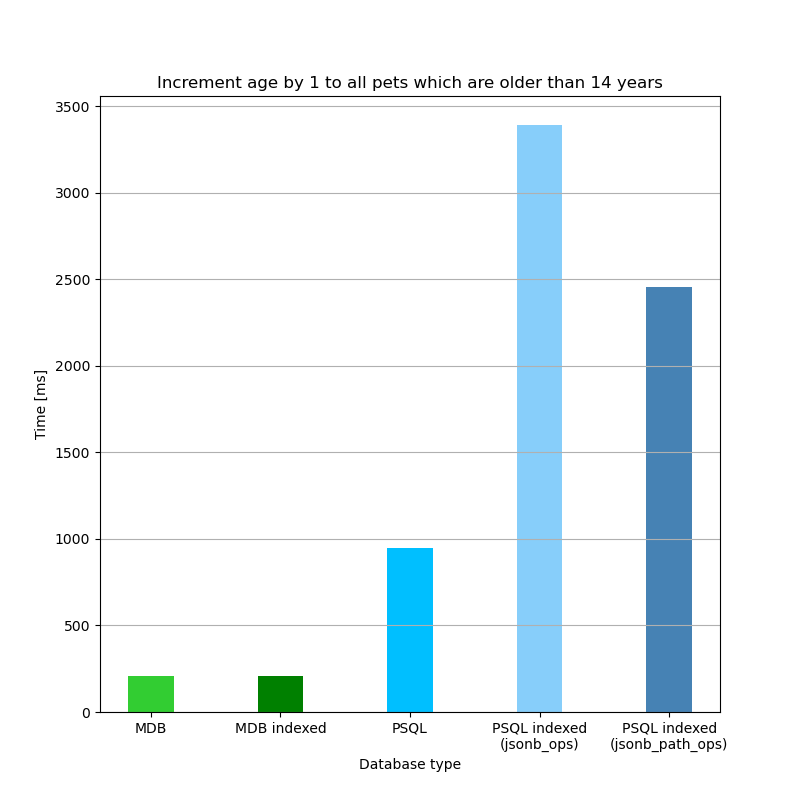 Increment age by 1 to all pets which are older than 14 years
3500
3000
2500
2000
1500
1000
500
0
Time [ms]
MDB
MDB indexed
PSQL
PSQL indexed
(jsonb_ops)
PSQL indexed
(jsonb_path_ops)
Database type